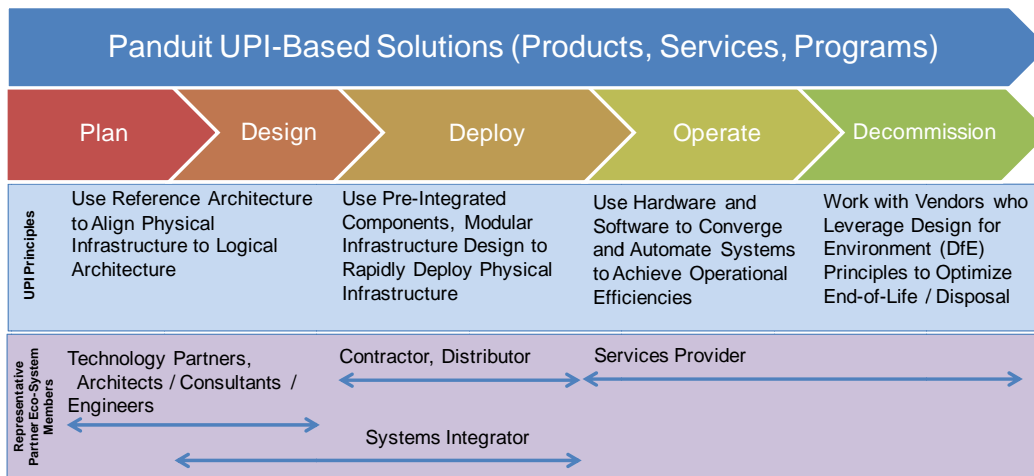 Panduit UPI-Based Solutions (Products, Services, Programs)
Plan
Design
Deploy
Operate
Decommission
UPI Principles
Use Reference Architecture
to Align Physical
Infrastructure to Logical
Architecture
Use Pre-Integrated
Components, Modular
Infrastructure Design to
Rapidly Deploy Physical
Infrastructure
Use Hardware and
Software to Converge
and Automate Systems
to Achieve Operational
Efficiencies
Work with Vendors who
Leverage Design for
Environment (DfE)
Principles to Optimize
End-of-Life / Disposal
Representative
Partner Eco-System
Members
Technology Partners,
Architects / Consultants /
Engineers
Contractor, Distributor
Services Provider
Systems Integrator